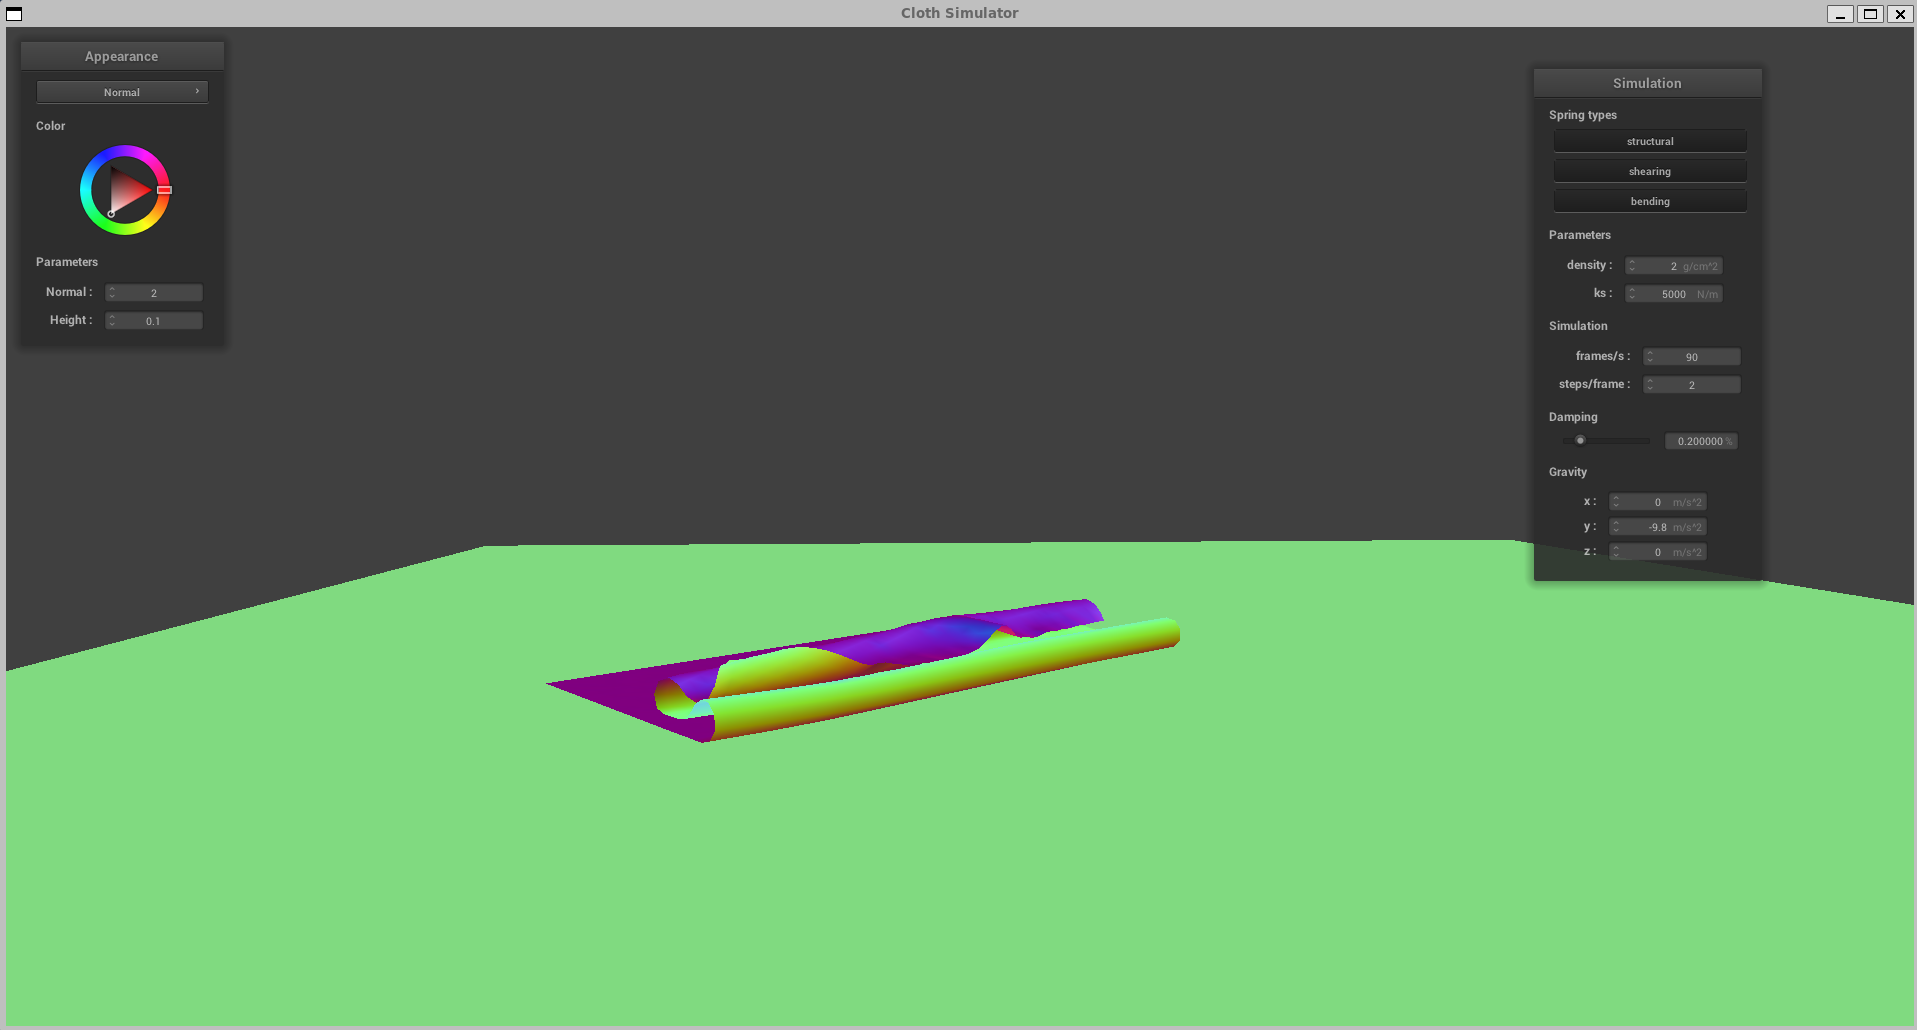 Cloth Simulator
Appearance
Normal
Color
Parameters
Normal : 2
Height : 0.1
Simulation
Spring types
structural
shearing
bending
Parameters
density : 2 g/cm^2
ks : 5000 N/m
Simulation
frames/s : 90
steps/frame : 2
Damping
0.200000 %
Gravity
x : 0 m/s^2
y : -9.8 m/s^2
z : 0 m/s^2